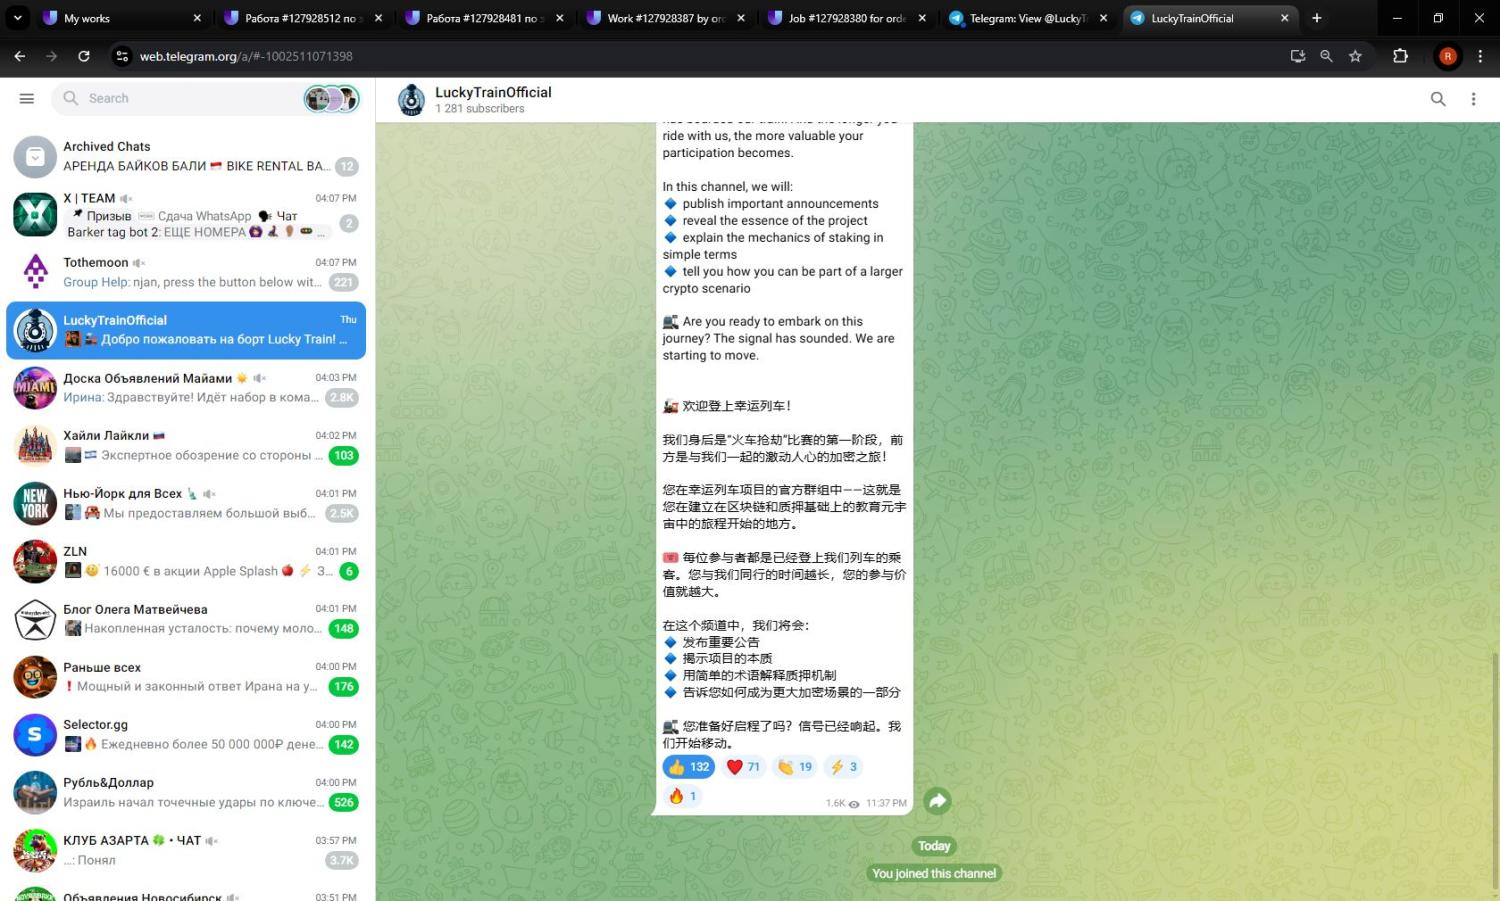 My works
Работа #127928512 по з
Работа #127928481 по з
Work #127928387 by ord
Job #127928380 for orde
Telegram: View @LuckyT
LuckyTrainOfficial
web.telegram.org/a/#-1002511071398
R
Search
Archived Chats
АРЕНДА БАЙКОВ БАЛИ 🇮🇩 BIKE RENTAL BA...
12
X | TEAM
04:07 PM
Призыв Сдача WhatsApp 🗣 Чат
Barker tag bot 2: ЕЩЕ НОМЕРА ...
2
Tothemoon
04:07 PM
Group Help: njan, press the button below wit...
221
LuckyTrainOfficial
Thu
🚂 Добро пожаловать на борт Lucky Train! ...
Доска Объявлений Майами ☀️
04:03 PM
Ирина: Здравствуйте! Идёт набор в кома...
2.8K
Хайли Лайкли 🇷🇺
04:02 PM
🇮🇱 Экспертное обозрение со стороны ...
103
NEW YORK
Нью-Йорк для Всех 🗽
04:01 PM
Мы предоставляем большой выб...
2.5K
ZLN
04:01 PM
16000 € в акции Apple Splash 🍎 ⚡ З...
6
Блог Олега Матвейчева
04:01 PM
Накопленная усталость: почему моло...
148
Раньше всех
04:00 PM
❗ Мощный и законный ответ Ирана на у...
176
S
Selector.gg
04:00 PM
🔥 Ежедневно более 50 000 000₽ дене...
142
Рубль&Доллар
04:00 PM
Израиль начал точечные удары по ключе...
526
КЛУБ АЗАРТА 🍀 • ЧАТ
03:57 PM
...: Понял
3.7K
Объявления Новосибирск
03:51 PM
MIAMI
LuckyTrainOfficial
1 281 subscribers
has boarded our train. And the longer you
ride with us, the more valuable your
participation becomes.
In this channel, we will:
🔷 publish important announcements
🔷 reveal the essence of the project
🔷 explain the mechanics of staking in
simple terms
🔷 tell you how you can be part of a larger
crypto scenario
🚉 Are you ready to embark on this
journey? The signal has sounded. We are
starting to move.
🚂 欢迎登上幸运列车！
我们身后是“火车抢劫”比赛的第一阶段，前
方是与我们一起的激动人心的加密之旅！
您在幸运列车项目的官方群组中——这就是
您在建立在区块链和质押基础上的教育元宇
宙中的旅程开始的地方。
🎟 每位参与者都是已经登上我们列车的乘
客。您与我们同行的时间越长，您的参与价
值就越大。
在这个频道中，我们将会：
🔷 发布重要公告
🔷 揭示项目的本质
🔷 用简单的术语解释质押机制
🔷 告诉您如何成为更大加密场景的一部分
🚉 您准备好启程了吗？信号已经响起。我
们开始移动。
👍 132 ❤️ 71 👏 19 ⚡ 3
🔥 1
1.6K 11:37 PM
Today
You joined this channel